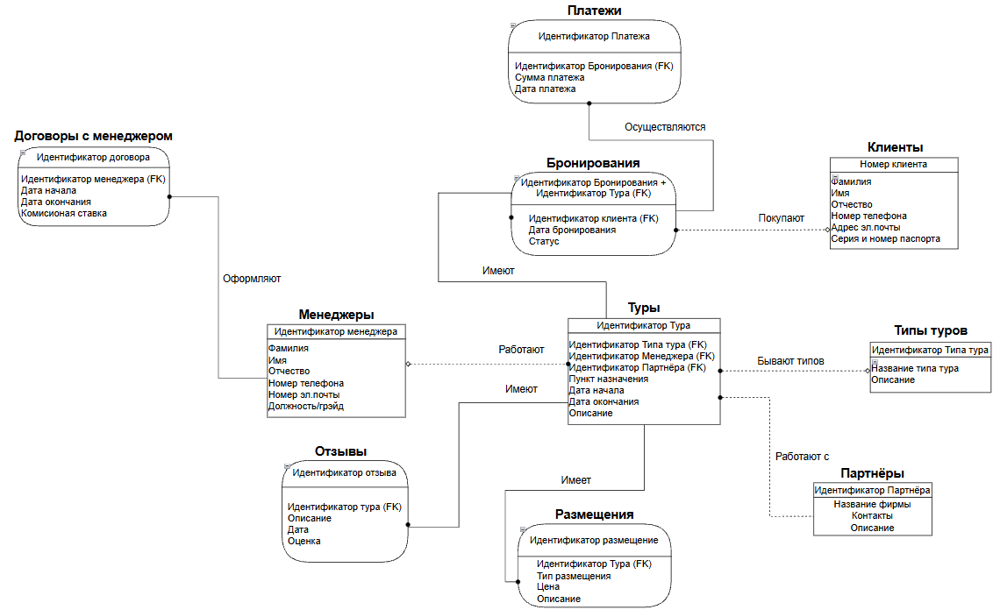 Платежи
Идентификатор Платежа
Идентификатор Бронирования (FK)
Сумма платежа
Дата платежа
Осуществляются
Договоры с менеджером
Идентификатор договора
Идентификатор менеджера (FK)
Дата начала
Дата окончания
Комисионая ставка
Оформляют
Бронирования
Идентификатор Бронирования +
Идентификатор Тура (FK)
Идентификатор клиента (FK)
Дата бронирования
Статус
Покупают
Клиенты
Номер клиента
Фамилия
Имя
Отчество
Номер телефона
Адрес эл.почты
Серия и номер паспорта
Имеют
Менеджеры
Идентификатор менеджера
Фамилия
Имя
Отчество
Номер телефона
Номер эл.почты
Должность/грэйд
Работают
Имеют
Туры
Идентификатор Тура
Идентификатор Типа тура (FK)
Идентификатор Менеджера (FK)
Идентификатор Партнёра (FK)
Пункт назначения
Дата начала
Дата окончания
Описание
Бывают типов
Типы туров
Идентификатор Типа тура
Название типа тура
Описание
Работают с
Партнёры
Идентификатор Партнёра
Название фирмы
Контакты
Описание
Отзывы
Идентификатор отзыва
Идентификатор тура (FK)
Описание
Дата
Оценка
Имеет
Размещения
Идентификатор размещение
Идентификатор Тура (FK)
Тип размещения
Цена
Описание